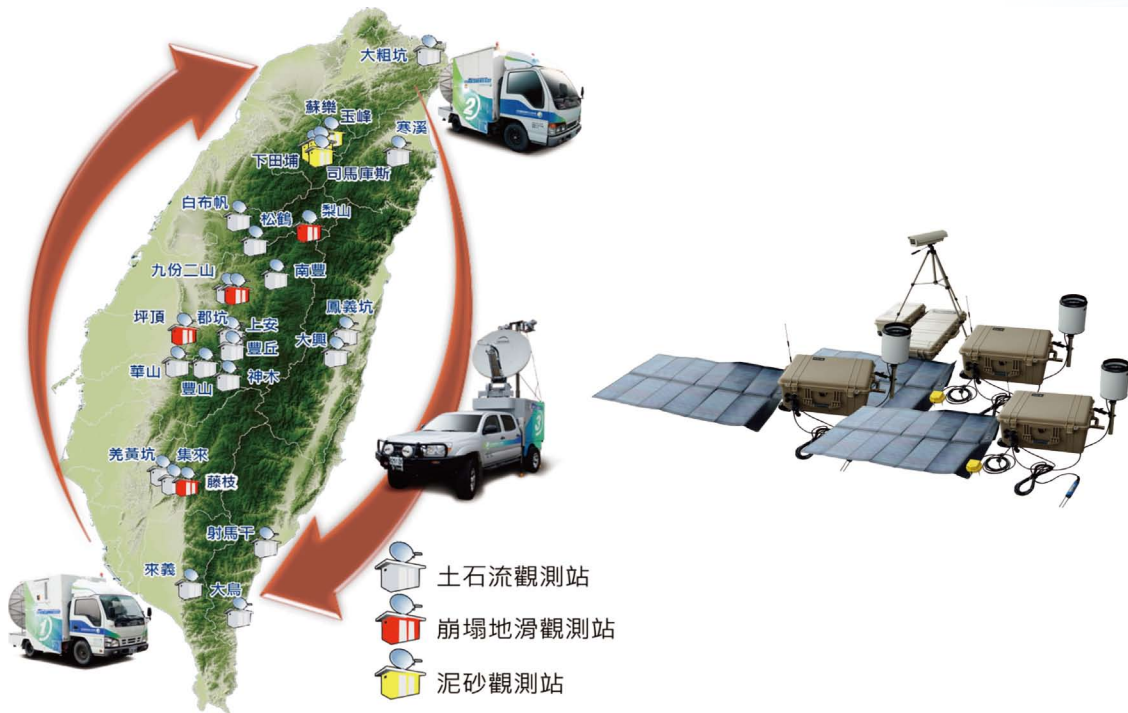 大粗坑
2
蘇樂
玉峰
寒溪
下田埔
司馬庫斯
白布帆
松鶴
梨山
九份二山
南豐
鳳義坑
坪頂
郡坑
上安
大興
豐丘
華山
豐山
神木
羌黃坑
集來
藤枝
射馬干
來義
大鳥
1
土石流觀測站
崩塌地滑觀測站
泥砂觀測站